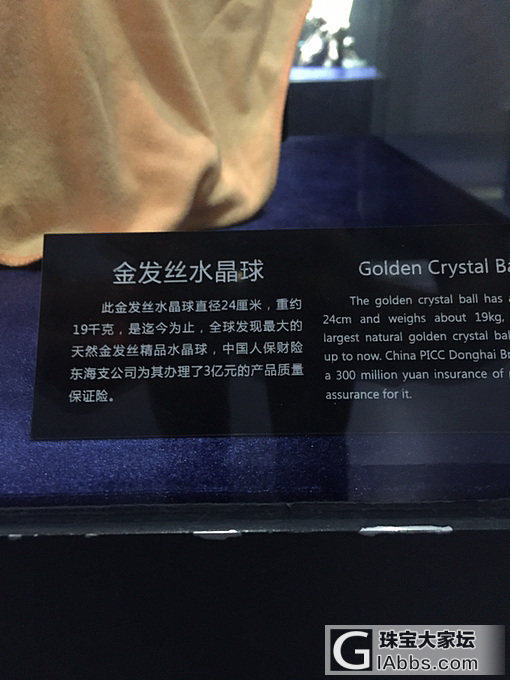 金发丝水晶球
此金发丝水晶球直径24厘米，重约
19千克，是迄今为止，全球发现最大的
天然金发丝精品水晶球，中国人保财险
东海支公司为其办理了3亿元的产品质量
保证险。
Golden Crystal Ba
The golden crystal ball has a
24cm and weighs about 19kg,
largest natural golden crystal bal
up to now. China PICC Donghai Br
a 300 million yuan insurance of
assurance for it.
G 珠宝大家坛
GIAbbs.com